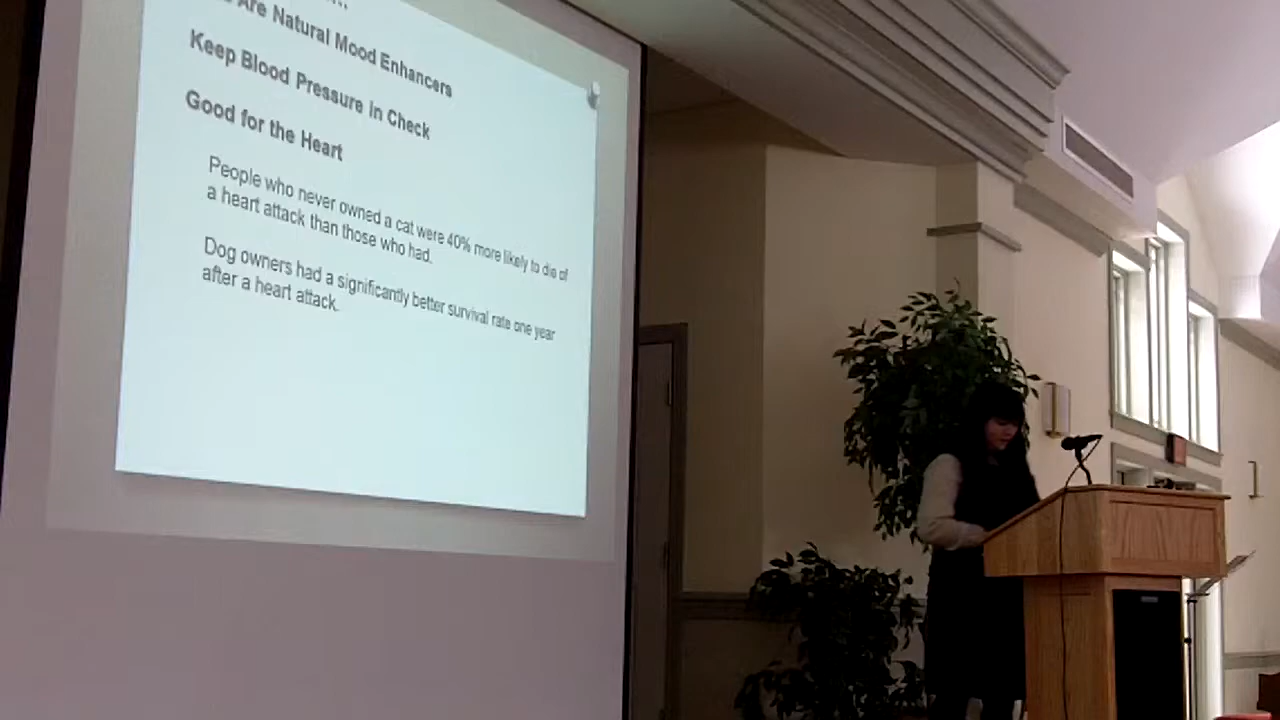 Are Natural Mood Enhancers
Keep Blood Pressure in Check
Good for the Heart
People who never owned a cat were 40% more likely to die of
a heart attack than those who had.
Dog owners had a significantly better survival rate one year
after a heart attack.